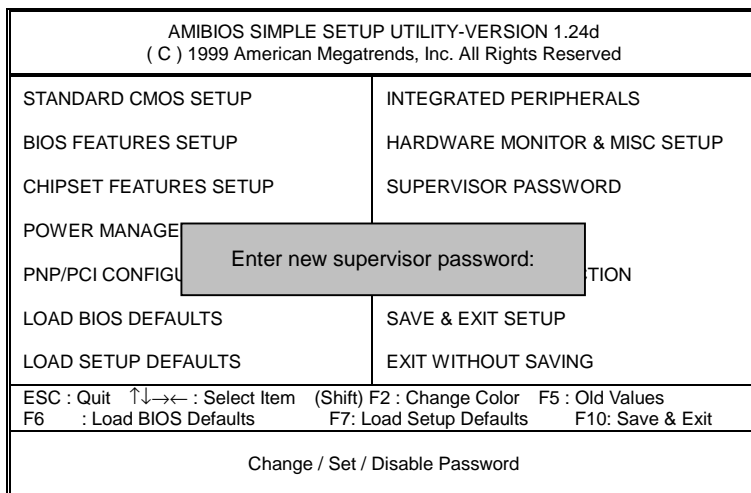 AMIBIOS SIMPLE SETUP UTILITY-VERSION 1.24d
( C ) 1999 American Megatrends, Inc. All Rights Reserved
STANDARD CMOS SETUP
BIOS FEATURES SETUP
CHIPSET FEATURES SETUP
POWER MANAGE
PNP/PCI CONFIGU
LOAD BIOS DEFAULTS
LOAD SETUP DEFAULTS
INTEGRATED PERIPHERALS
HARDWARE MONITOR & MISC SETUP
SUPERVISOR PASSWORD
CTION
SAVE & EXIT SETUP
EXIT WITHOUT SAVING
Enter new supervisor password:
ESC : Quit ↑↓→← : Select Item (Shift) F2 : Change Color F5 : Old Values
F6 : Load BIOS Defaults F7: Load Setup Defaults F10: Save & Exit
Change / Set / Disable Password